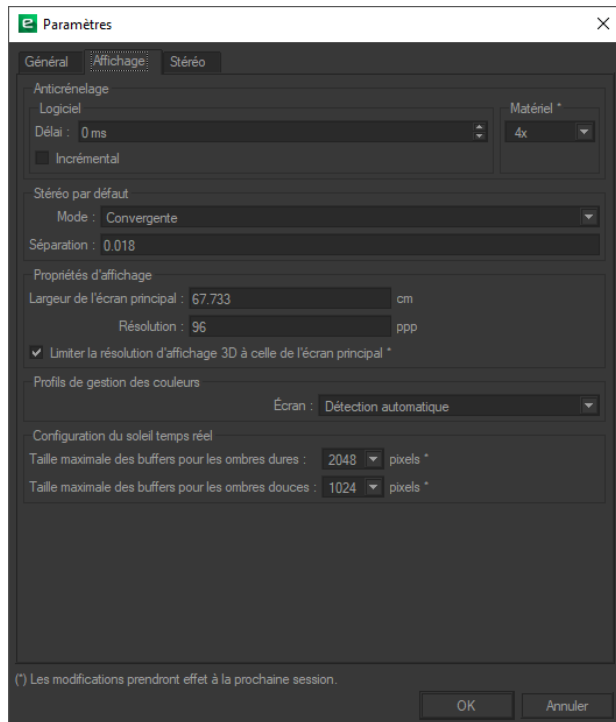 Paramètres
Général Affichage Stéréo
Anticrénelage
Logiciel Matériel *
Délai : 0 ms 4x
Incrémental
Stéréo par défaut
Mode : Convergente
Séparation : 0.018
Propriétés d'affichage
Largeur de l'écran principal : 67.733 cm
Résolution : 96 ppp
Limiter la résolution d'affichage 3D à celle de l'écran principal *
Profils de gestion des couleurs
Écran : Détection automatique
Configuration du soleil temps réel
Taille maximale des buffers pour les ombres dures : 2048 pixels *
Taille maximale des buffers pour les ombres douces : 1024 pixels *
(*) Les modifications prendront effet à la prochaine session.
OK Annuler